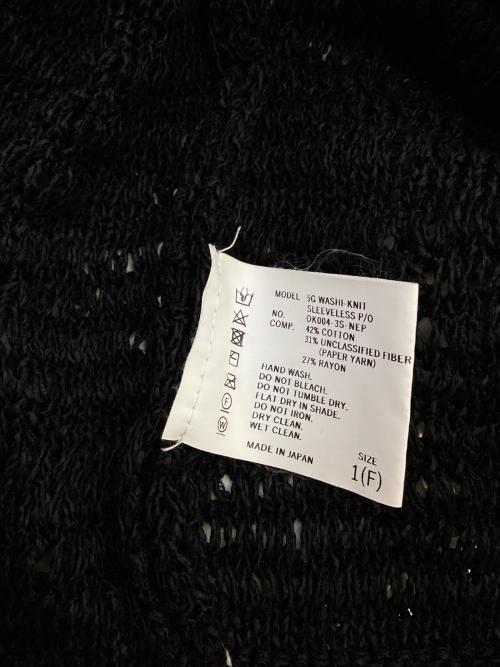 MODEL 5G WASHI-KNIT
SLEEVELESS P/O
NO. OK004-3S-NEP
COMP. 42% COTTON
31% UNCLASSIFIED FIBER
(PAPER YARN)
27% RAYON
HAND WASH.
DO NOT BLEACH.
DO NOT TUMBLE DRY.
FLAT DRY IN SHADE.
DO NOT IRON.
DRY CLEAN.
WET CLEAN.
MADE IN JAPAN
SIZE
1(F)
F
W